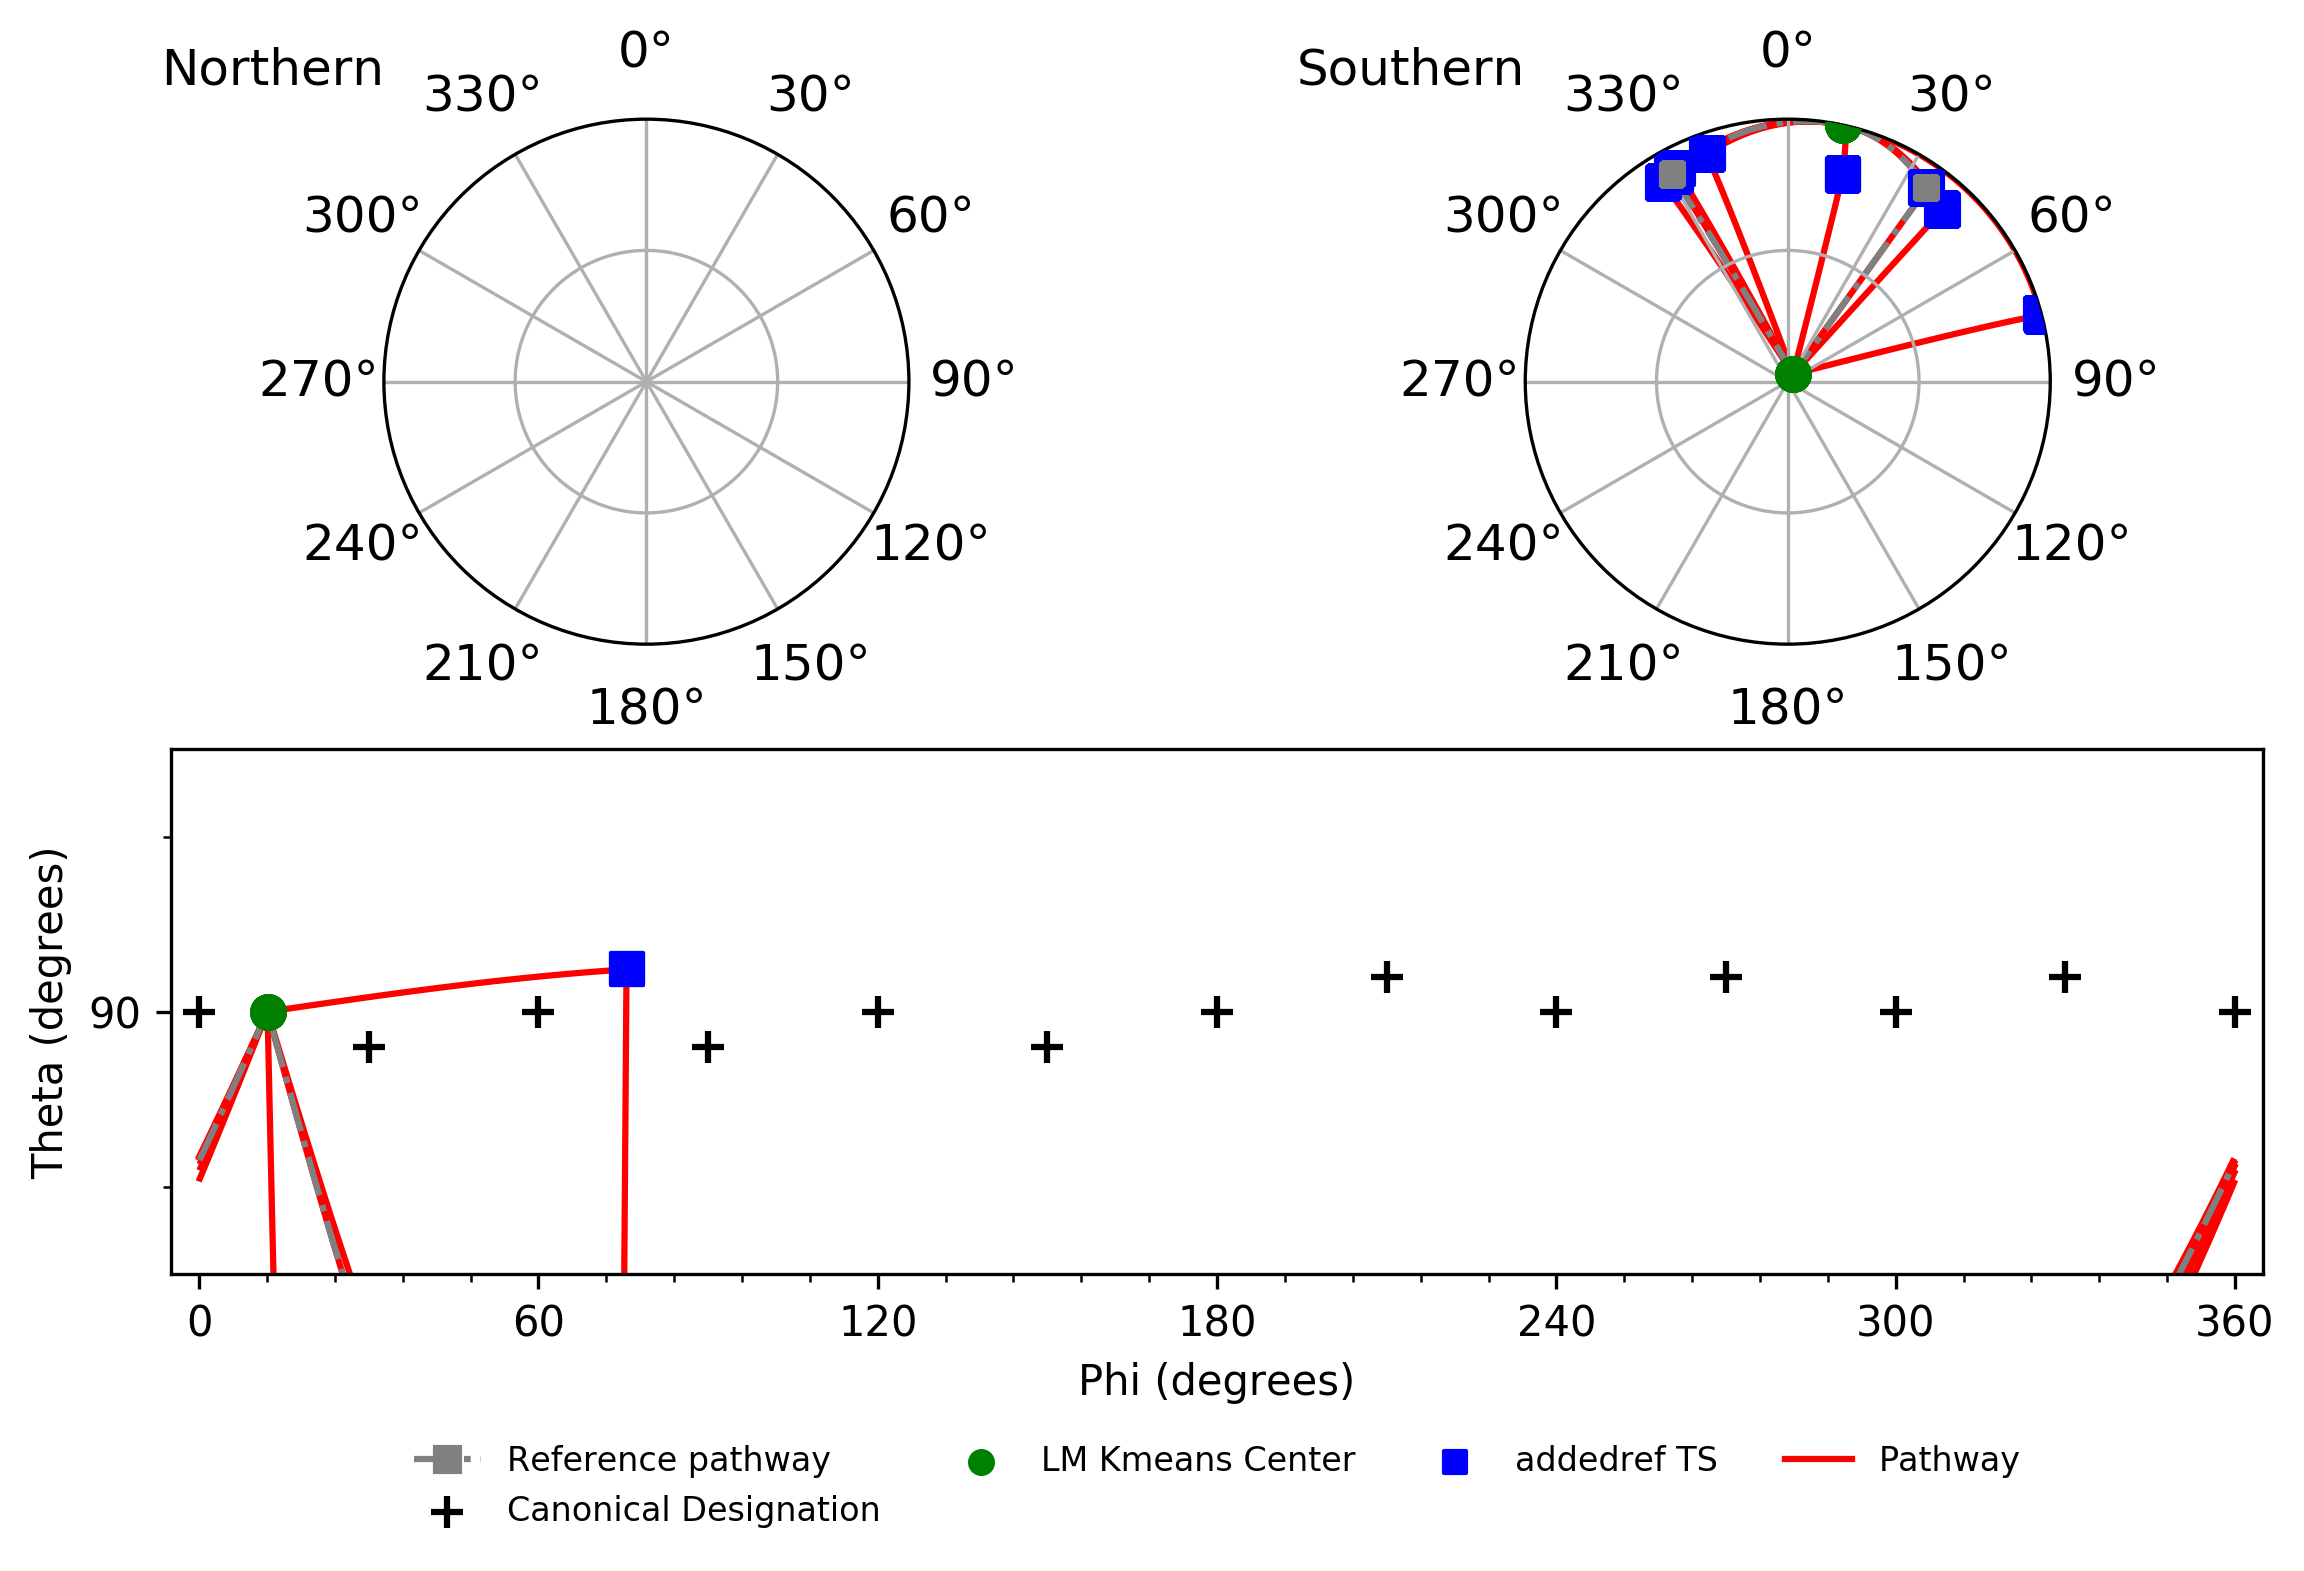 Northern
0°
30°
60°
90°
120°
150°
180°
210°
240°
270°
300°
330°
Southern
0°
30°
60°
90°
120°
150°
180°
210°
240°
270°
300°
330°
Theta (degrees)
90
0 60 120 180 240 300 360
Phi (degrees)
Reference pathway
Canonical Designation
LM Kmeans Center
addedref TS
Pathway